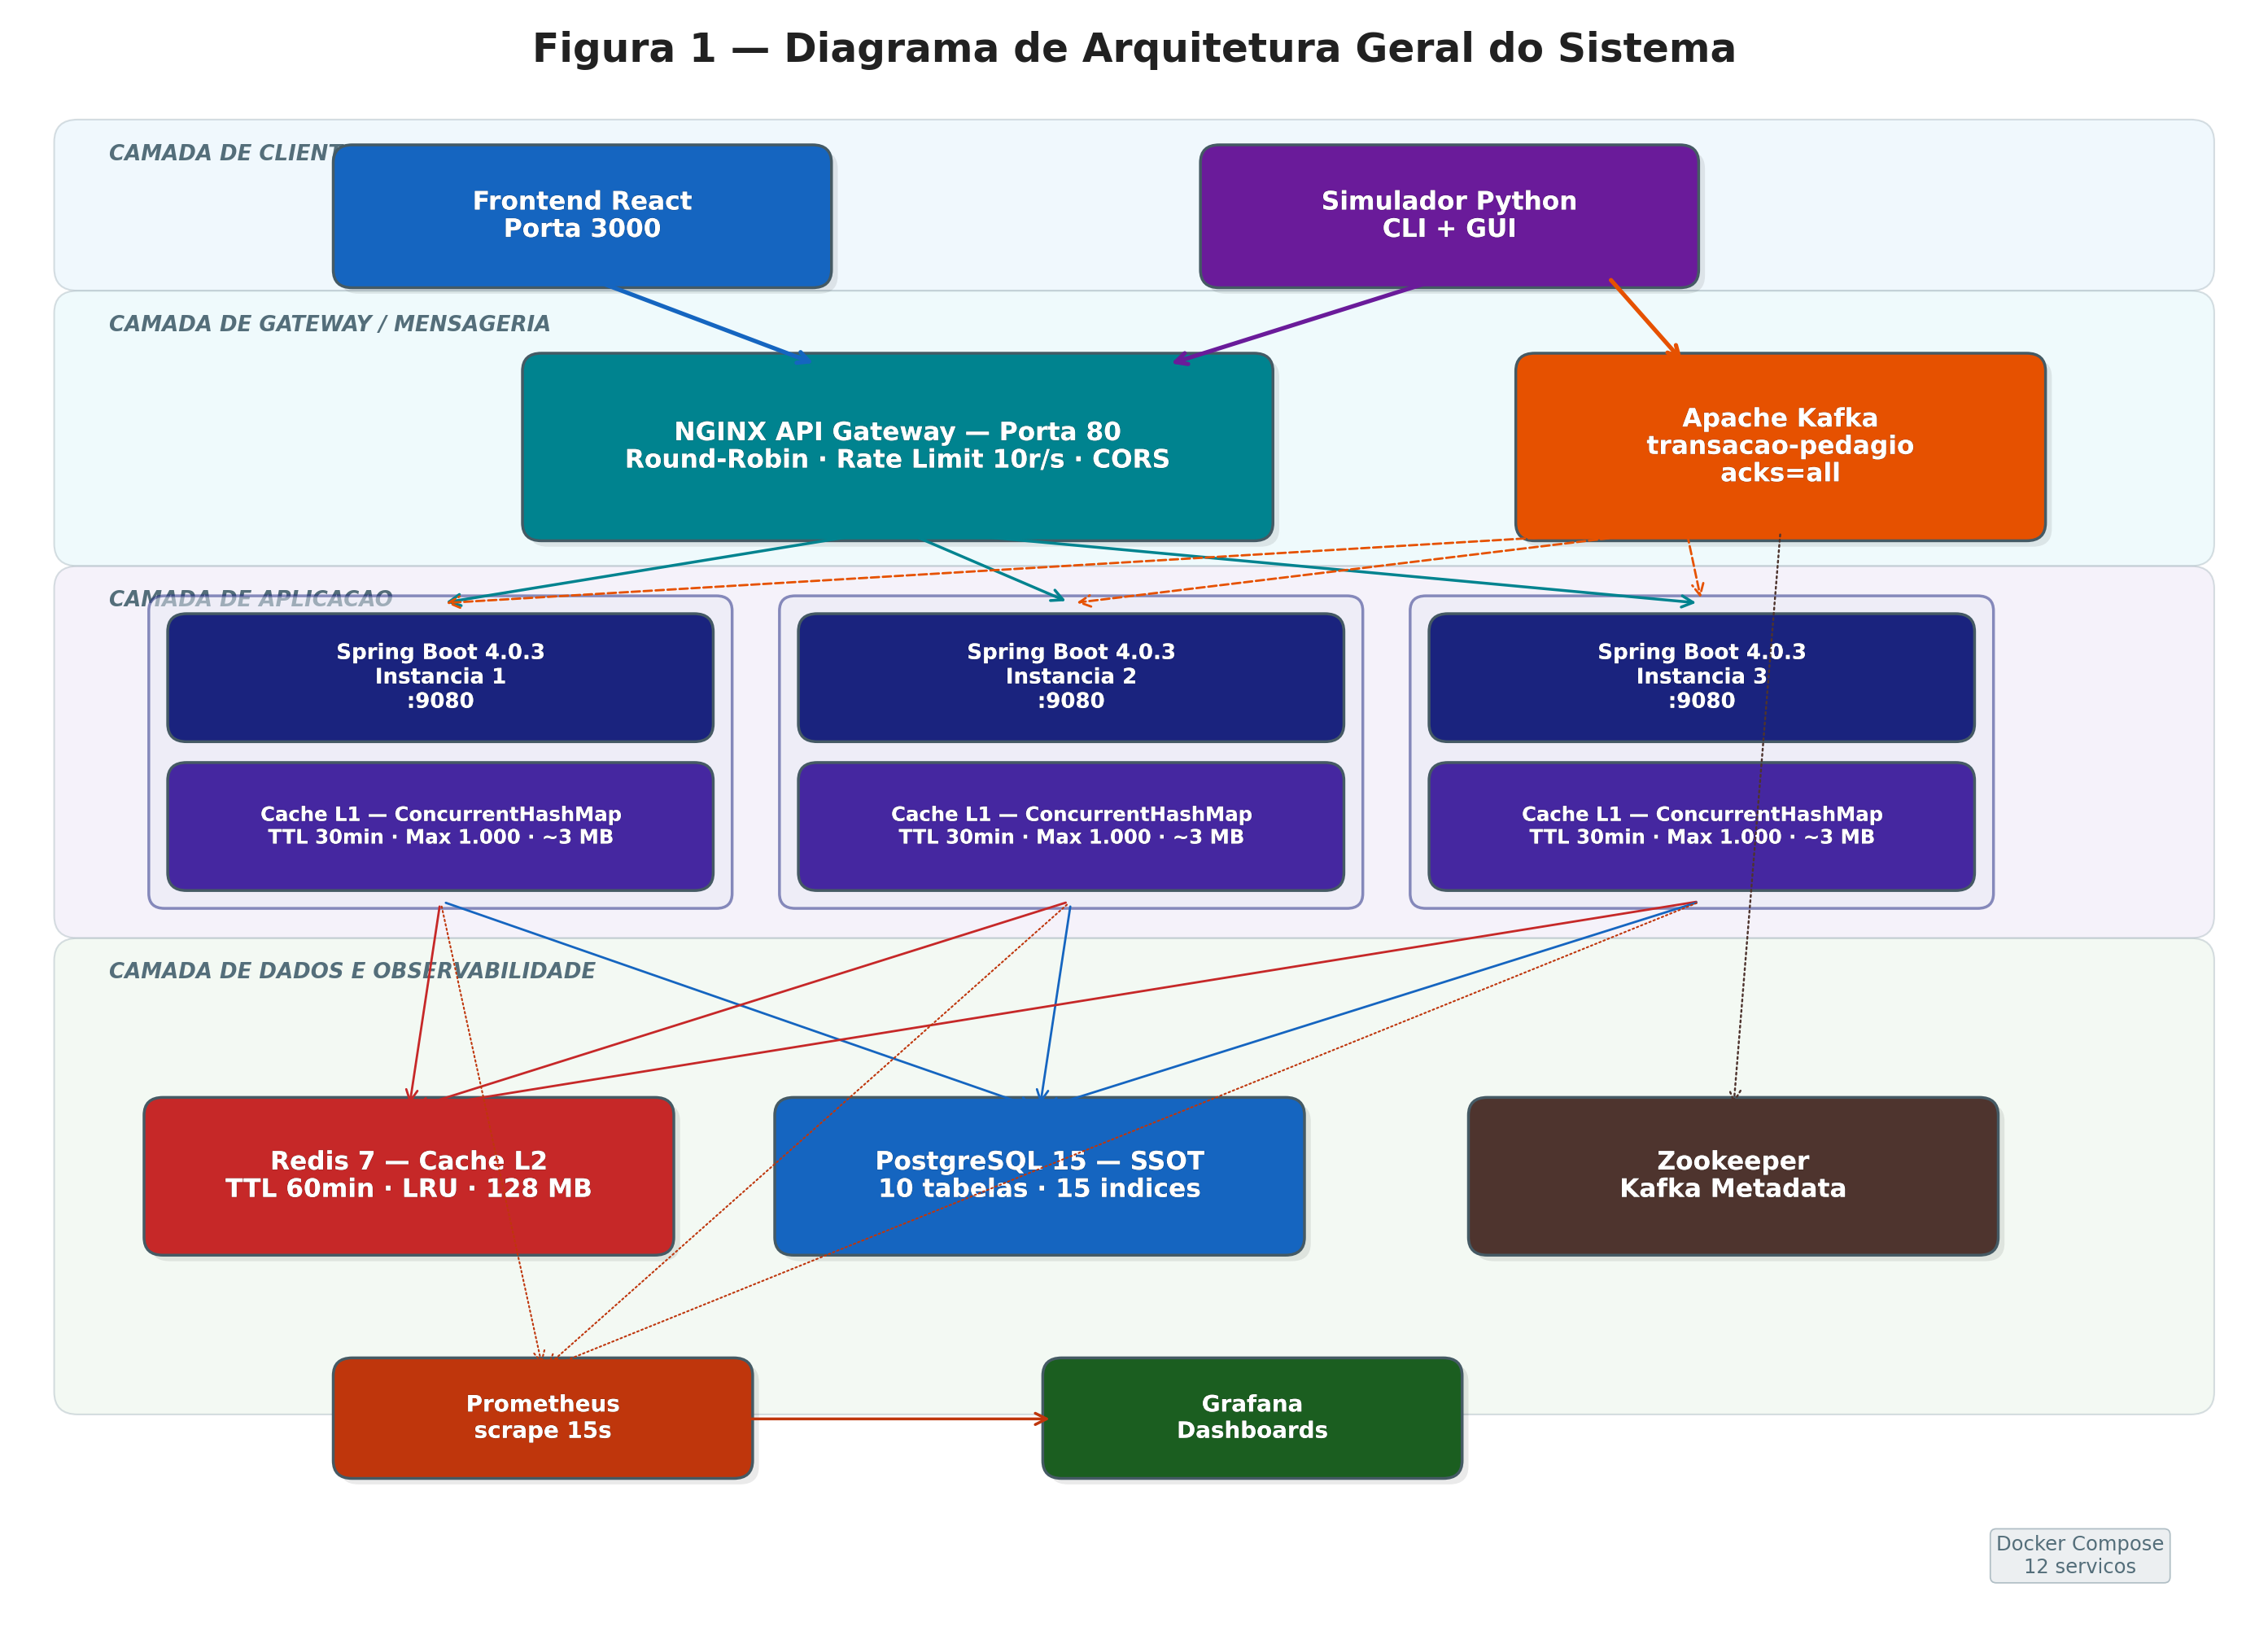 Figura 1 — Diagrama de Arquitetura Geral do Sistema
CAMADA DE CLIENT
Frontend React
Porta 3000
Simulador Python
CLI + GUI
CAMADA DE GATEWAY / MENSAGERIA
NGINX API Gateway — Porta 80
Round-Robin · Rate Limit 10r/s · CORS
Apache Kafka
transacao-pedagio
acks=all
CAMADA DE APLICACAO
Spring Boot 4.0.3
Instancia 1
:9080
Spring Boot 4.0.3
Instancia 2
:9080
Spring Boot 4.0.3
Instancia 3
:9080
Cache L1 — ConcurrentHashMap
TTL 30min · Max 1.000 · ~3 MB
Cache L1 — ConcurrentHashMap
TTL 30min · Max 1.000 · ~3 MB
Cache L1 — ConcurrentHashMap
TTL 30min · Max 1.000 · ~3 MB
CAMADA DE DADOS E OBSERVABILIDADE
Redis 7 — Cache L2
TTL 60min · LRU · 128 MB
PostgreSQL 15 — SSOT
10 tabelas · 15 indices
Zookeeper
Kafka Metadata
Prometheus
scrape 15s
Grafana
Dashboards
Docker Compose
12 servicos